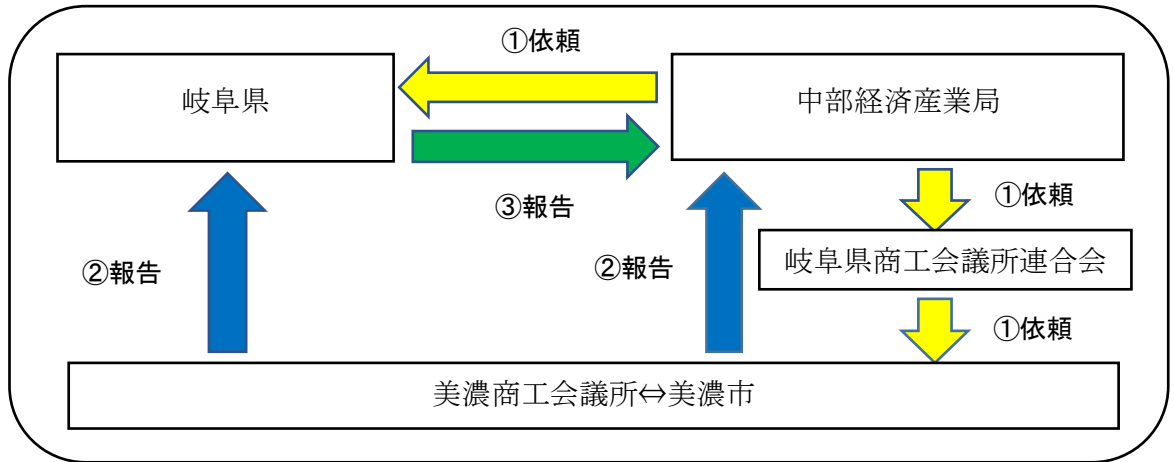 ①依頼
岐阜県
中部経済産業局
③報告
①依頼
②報告
②報告
岐阜県商工会議所連合会
①依頼
美濃商工会議所⇔美濃市